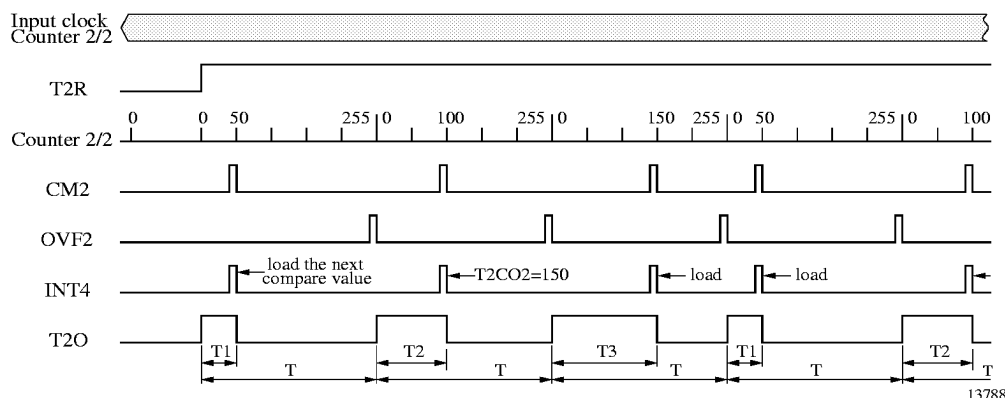 Input clock
Counter 2/2
T2R
0 0 50 255 0 100 255 0 150 255 0 50 255 0 100
Counter 2/2
CM2
OVF2
INT4
load the next
compare value
T2CO2=150
load
load
T2O
T1 T2 T3 T1 T2
T T T T T
13788